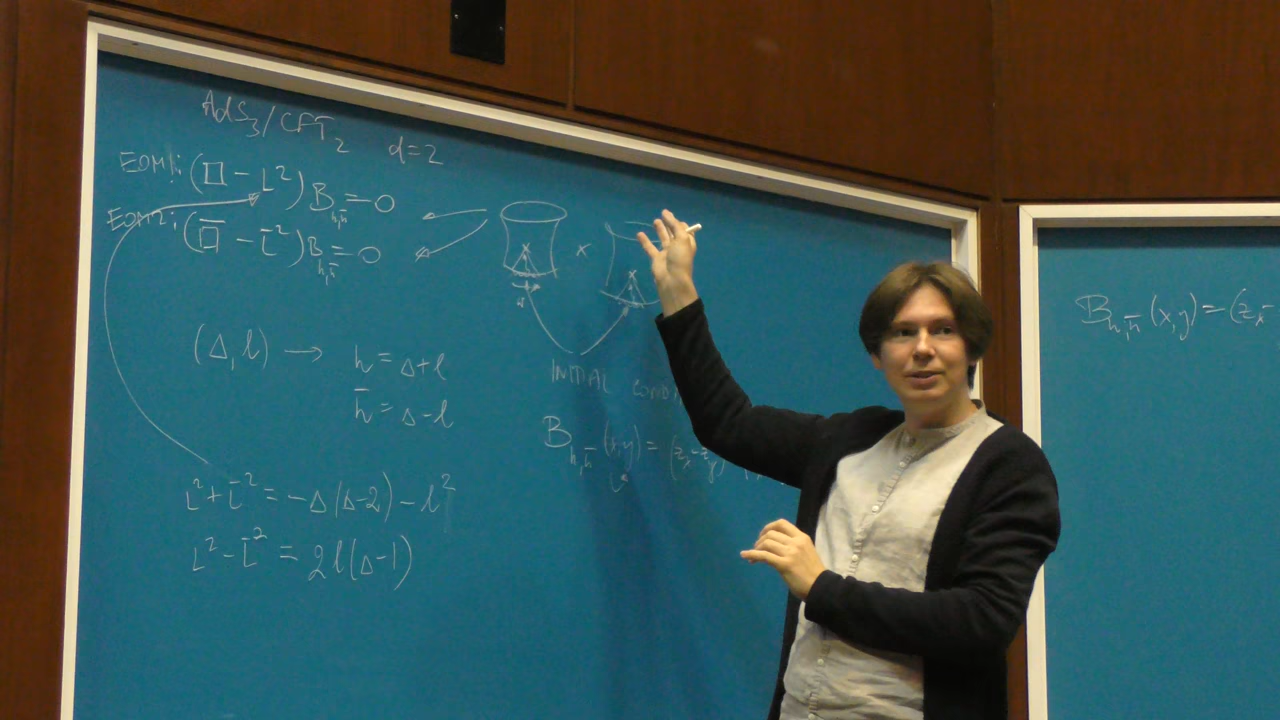 AdS₃/CFT₂ d=2
EOM1: (□ - L²)B_{h,h̄} = 0
EOM2: (□̄ - L̄²)B_{h,h̄} = 0
×
(Δ,l) → h = Δ+l
h̄ = Δ-l
INITIAL
B_{h,h̄}(x,y) = (z_x - z_y)
L² + L̄² = -Δ(Δ-2) - l²
L² - L̄² = 2l(Δ-1)
B_{h,h̄}(x,y) = (z_x-